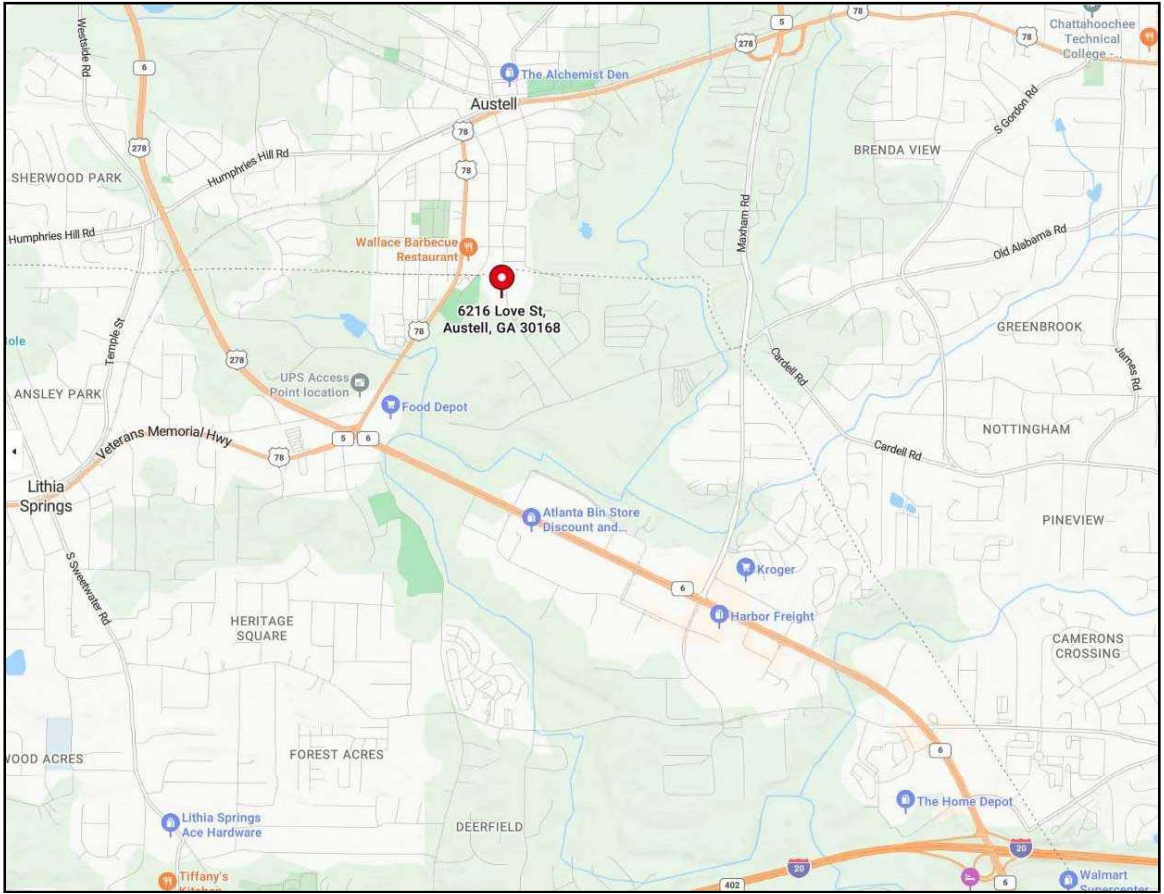 78
5
Chattahoochee
Technical
College -...
78
278
Westside Rd
6
The Alchemist Den
Austell
78
S Gordon Rd
278
Humphries Hill Rd
78
BRENDA VIEW
SHERWOOD PARK
Maxham Rd
Humphries Hill Rd
Wallace Barbecue
Restaurant
Old Alabama Rd
6216 Love St,
Austell, GA 30168
Temple St
78
GREENBROOK
ole
278
Cardell Rd
James Rd
UPS Access
Point location
ANSLEY PARK
Food Depot
Veterans Memorial Hwy
5
6
78
NOTTINGHAM
Cardell Rd
Lithia
Springs
Atlanta Bin Store
Discount and...
PINEVIEW
S Sweetwater Rd
Kroger
6
Harbor Freight
HERITAGE
SQUARE
CAMERONS
CROSSING
WOOD ACRES
FOREST ACRES
6
The Home Depot
Lithia Springs
Ace Hardware
DEERFIELD
20
20
Tiffany's
Kitchen
402
6
Walmart
Supercenter